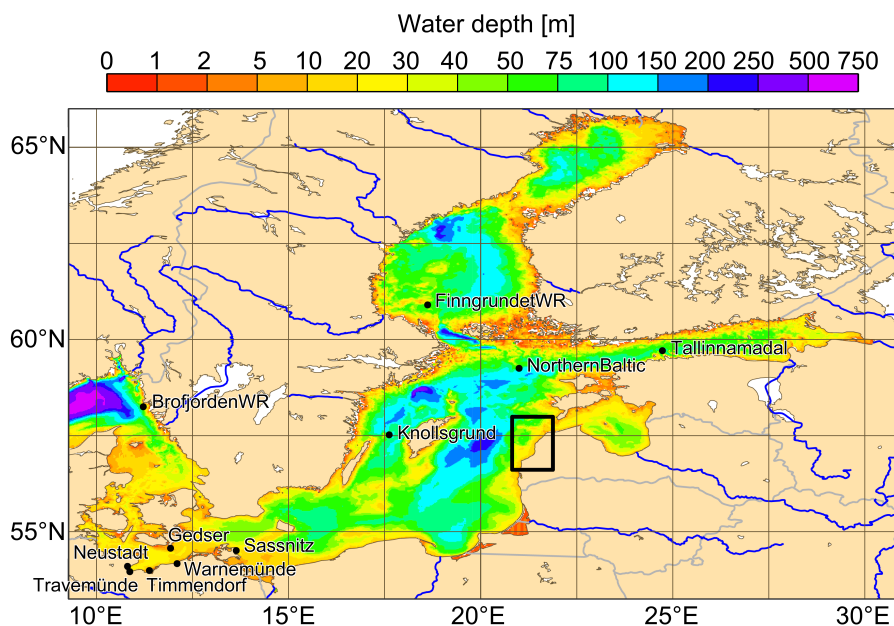 Water depth [m]
0 1 2 5 10 20 30 40 50 75 100 150 200 250 500 750
65°N
FinngrundetWR
60°N
Tallinnamadal
NorthernBaltic
BrofjordenWR
Knollsgrund
55°N
Gedser
Sassnitz
Neustadt
Warnemünde
Travemünde Timmendorf
10°E 15°E 20°E 25°E 30°E